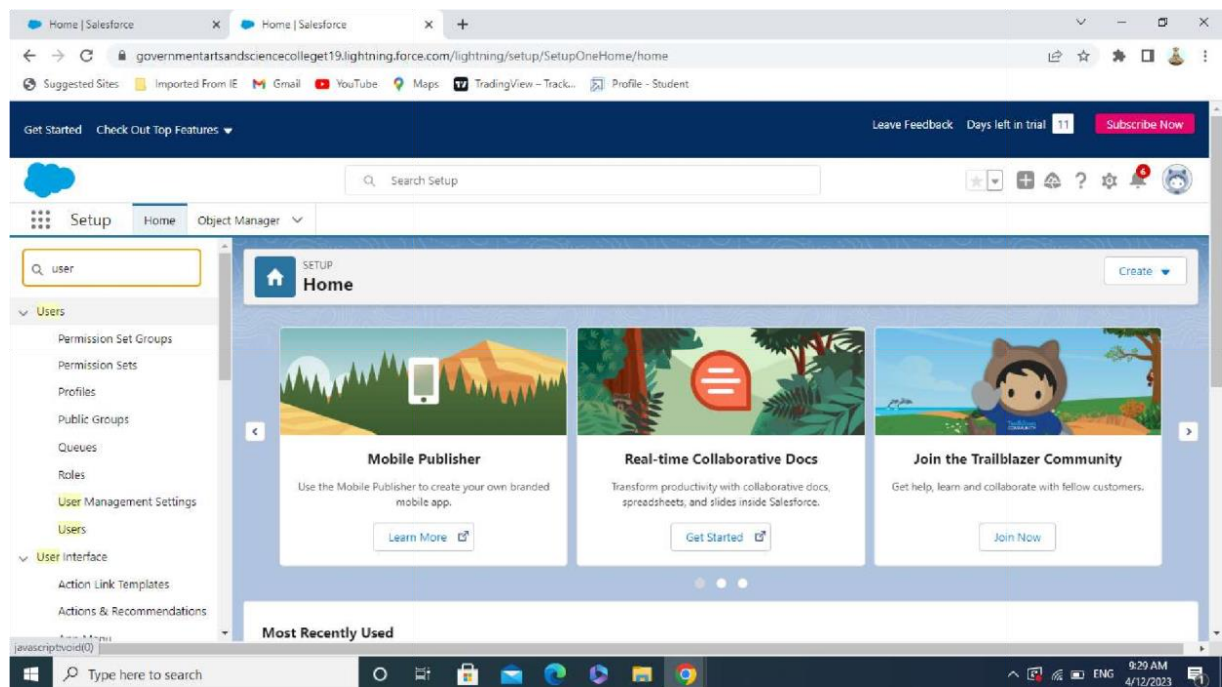 Home | Salesforce
Home | Salesforce
governmentartsandsciencecolleget19.lightning.force.com/lightning/setup/SetupOneHome/home
Suggested Sites Imported From IE Gmail YouTube Maps TradingView – Track... Profile - Student
Get Started Check Out Top Features Leave Feedback Days left in trial 11 Subscribe Now
Search Setup
6
Setup Home Object Manager
user
SETUP
Home
Create
Users
Permission Set Groups
Permission Sets
Profiles
Public Groups
Queues
Roles
User Management Settings
Users
User Interface
Action Link Templates
Actions & Recommendations
App Menu
Mobile Publisher
Use the Mobile Publisher to create your own branded
mobile app.
Learn More
Real-time Collaborative Docs
Transform productivity with collaborative docs,
spreadsheets, and slides inside Salesforce.
Get Started
Join the Trailblazer Community
Get help, learn and collaborate with fellow customers.
Join Now
Most Recently Used
javascript:void(0)
Type here to search
ENG
9:29 AM
4/12/2023